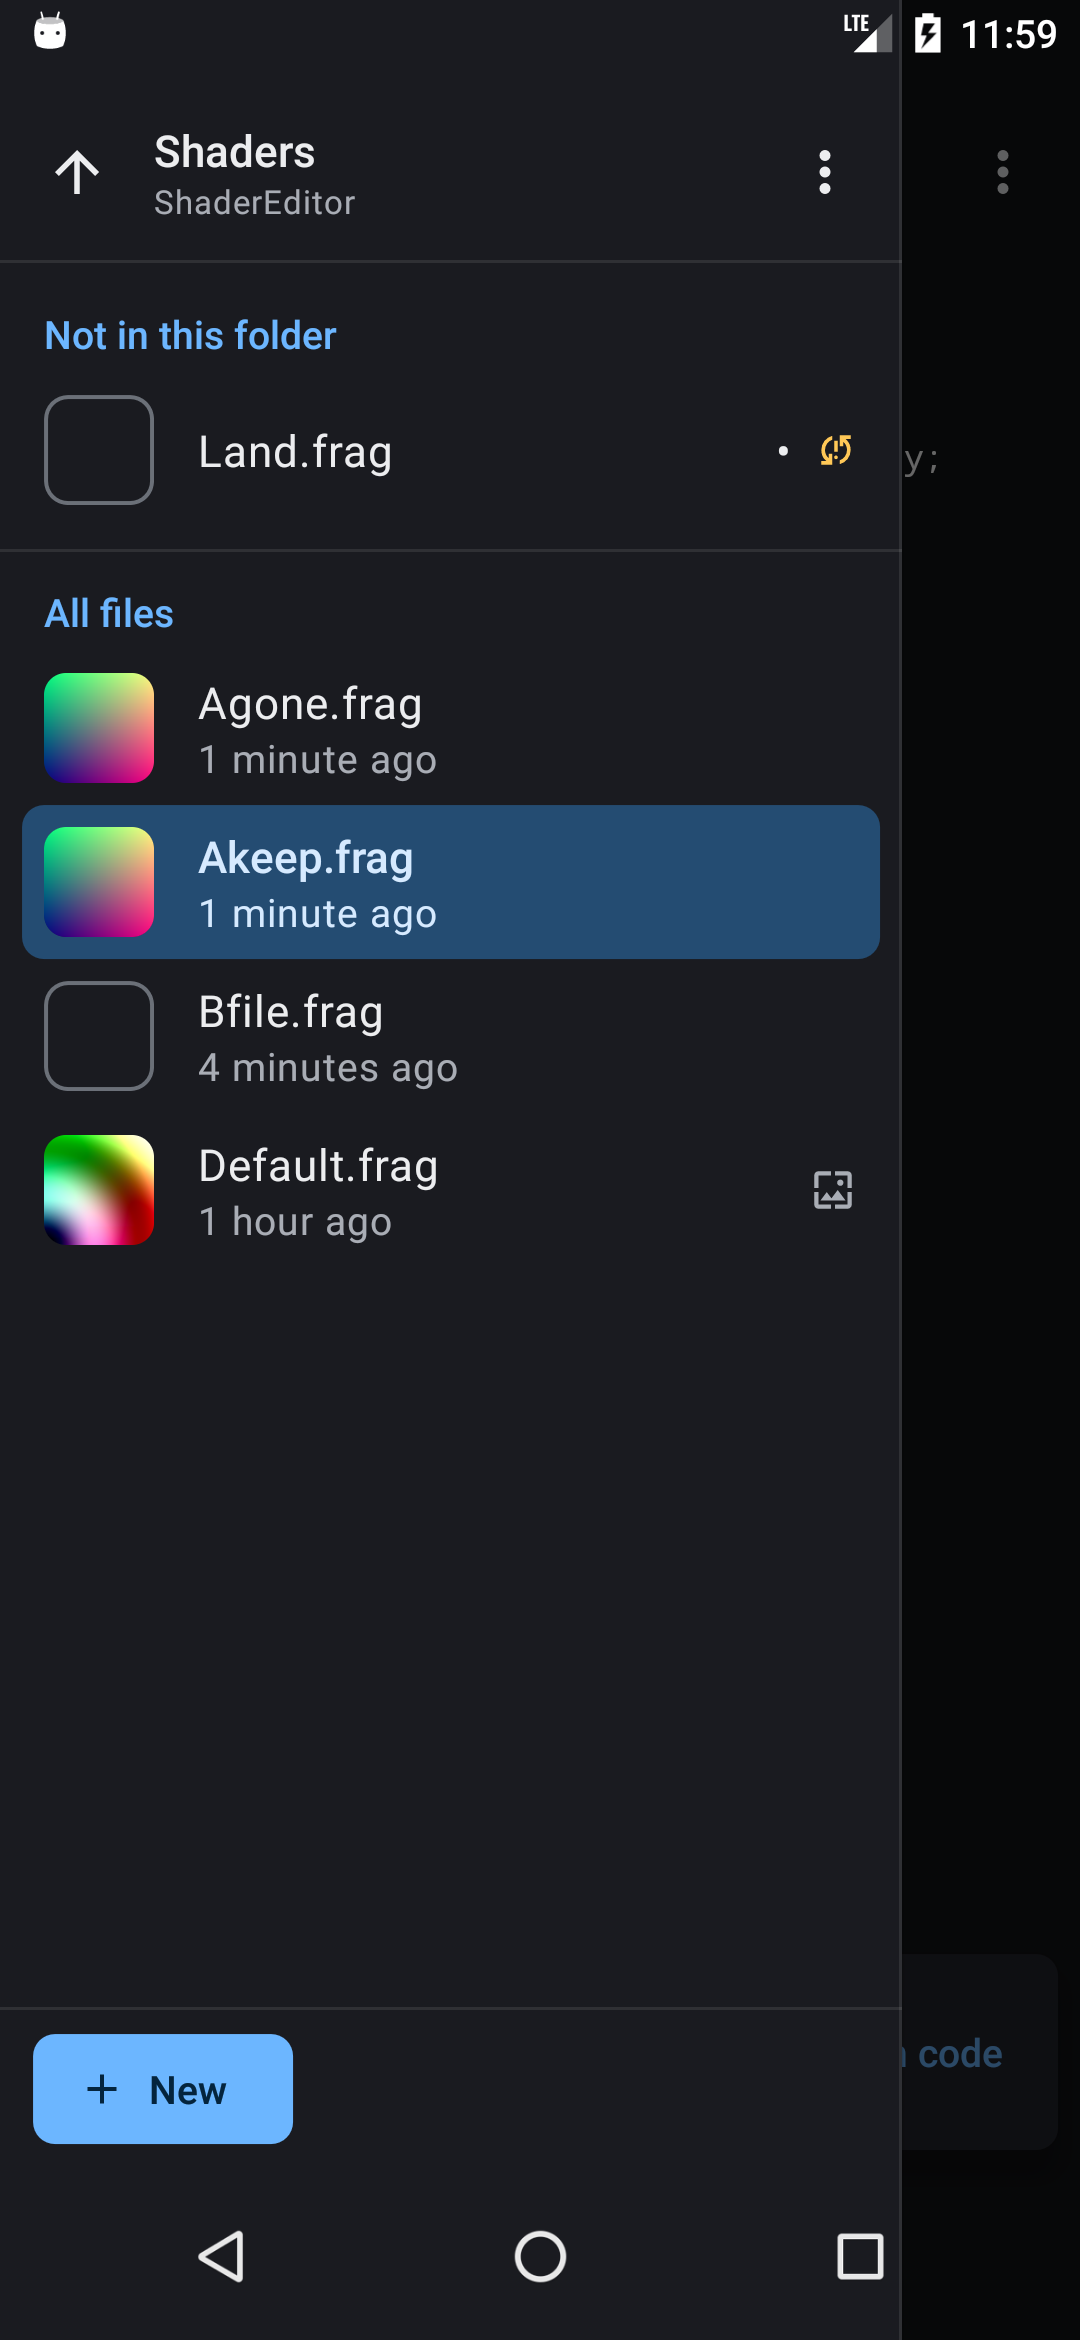 LTE 11:59
Shaders
ShaderEditor
Not in this folder
Land.frag
y;
All files
Agone.frag
1 minute ago
Akeep.frag
1 minute ago
Bfile.frag
4 minutes ago
Default.frag
1 hour ago
code
New